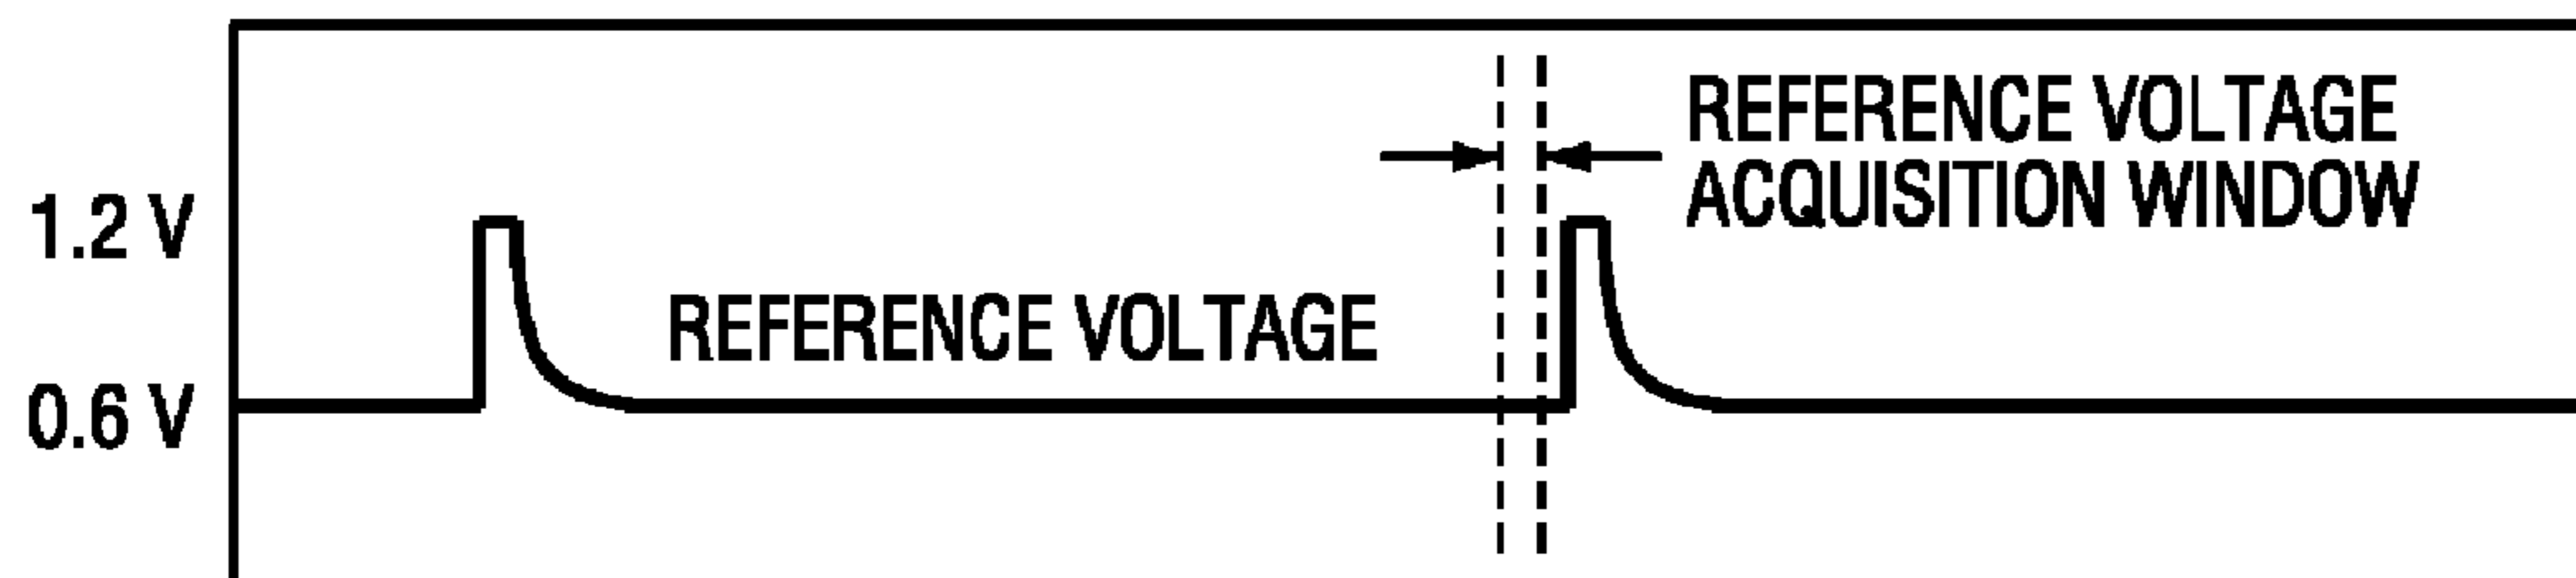 REFERENCE VOLTAGE
ACQUISITION WINDOW
1.2 V
REFERENCE VOLTAGE
0.6 V